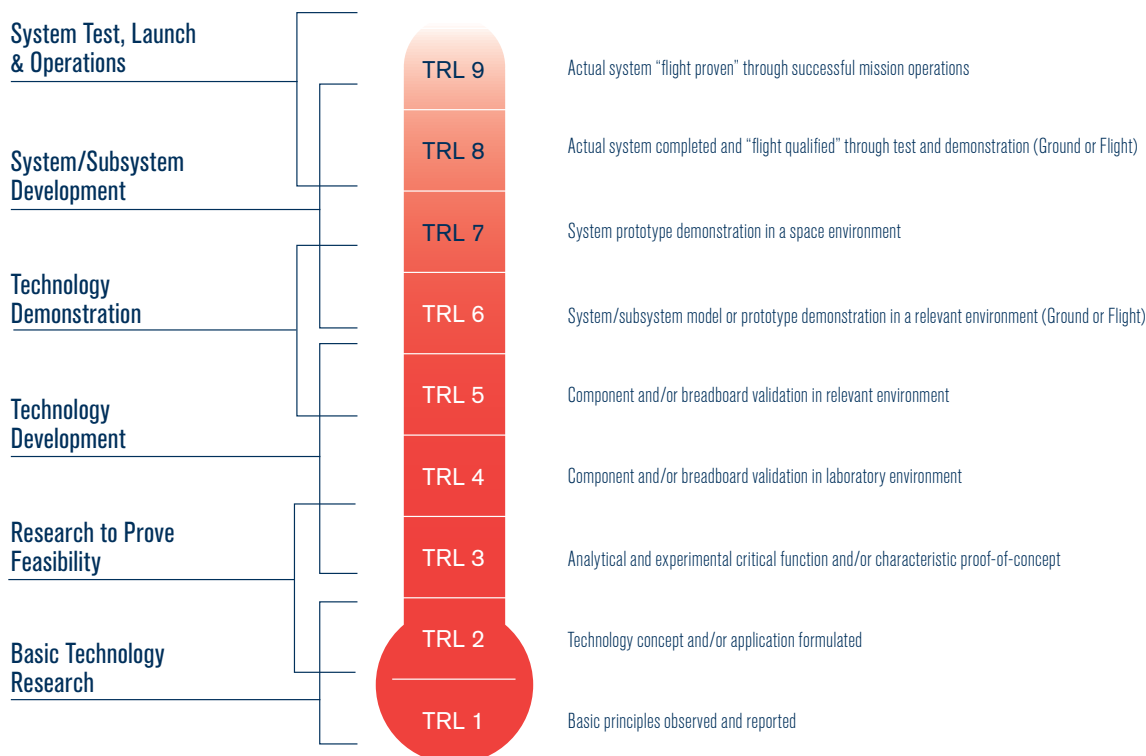 System Test, Launch
& Operations
System/Subsystem
Development
Technology
Demonstration
Technology
Development
Research to Prove
Feasibility
Basic Technology
Research
TRL 9
Actual system “flight proven” through successful mission operations
TRL 8
Actual system completed and “flight qualified” through test and demonstration (Ground or Flight)
TRL 7
System prototype demonstration in a space environment
TRL 6
System/subsystem model or prototype demonstration in a relevant environment (Ground or Flight)
TRL 5
Component and/or breadboard validation in relevant environment
TRL 4
Component and/or breadboard validation in laboratory environment
TRL 3
Analytical and experimental critical function and/or characteristic proof-of-concept
TRL 2
Technology concept and/or application formulated
TRL 1
Basic principles observed and reported